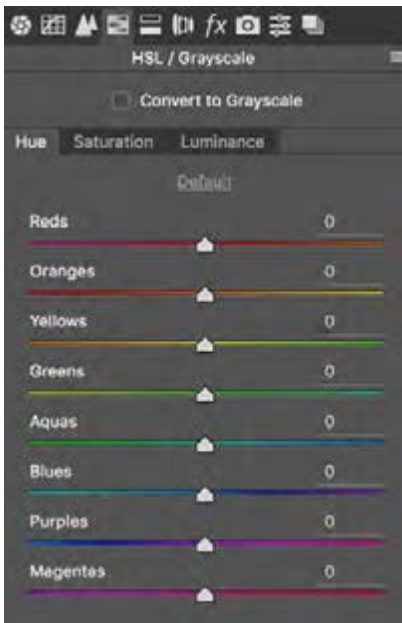 fx
HSL / Grayscale
Convert to Grayscale
Hue Saturation Luminance
Default
Reds 0
Oranges 0
Yellows 0
Greens 0
Aquas 0
Blues 0
Purples 0
Magentas 0